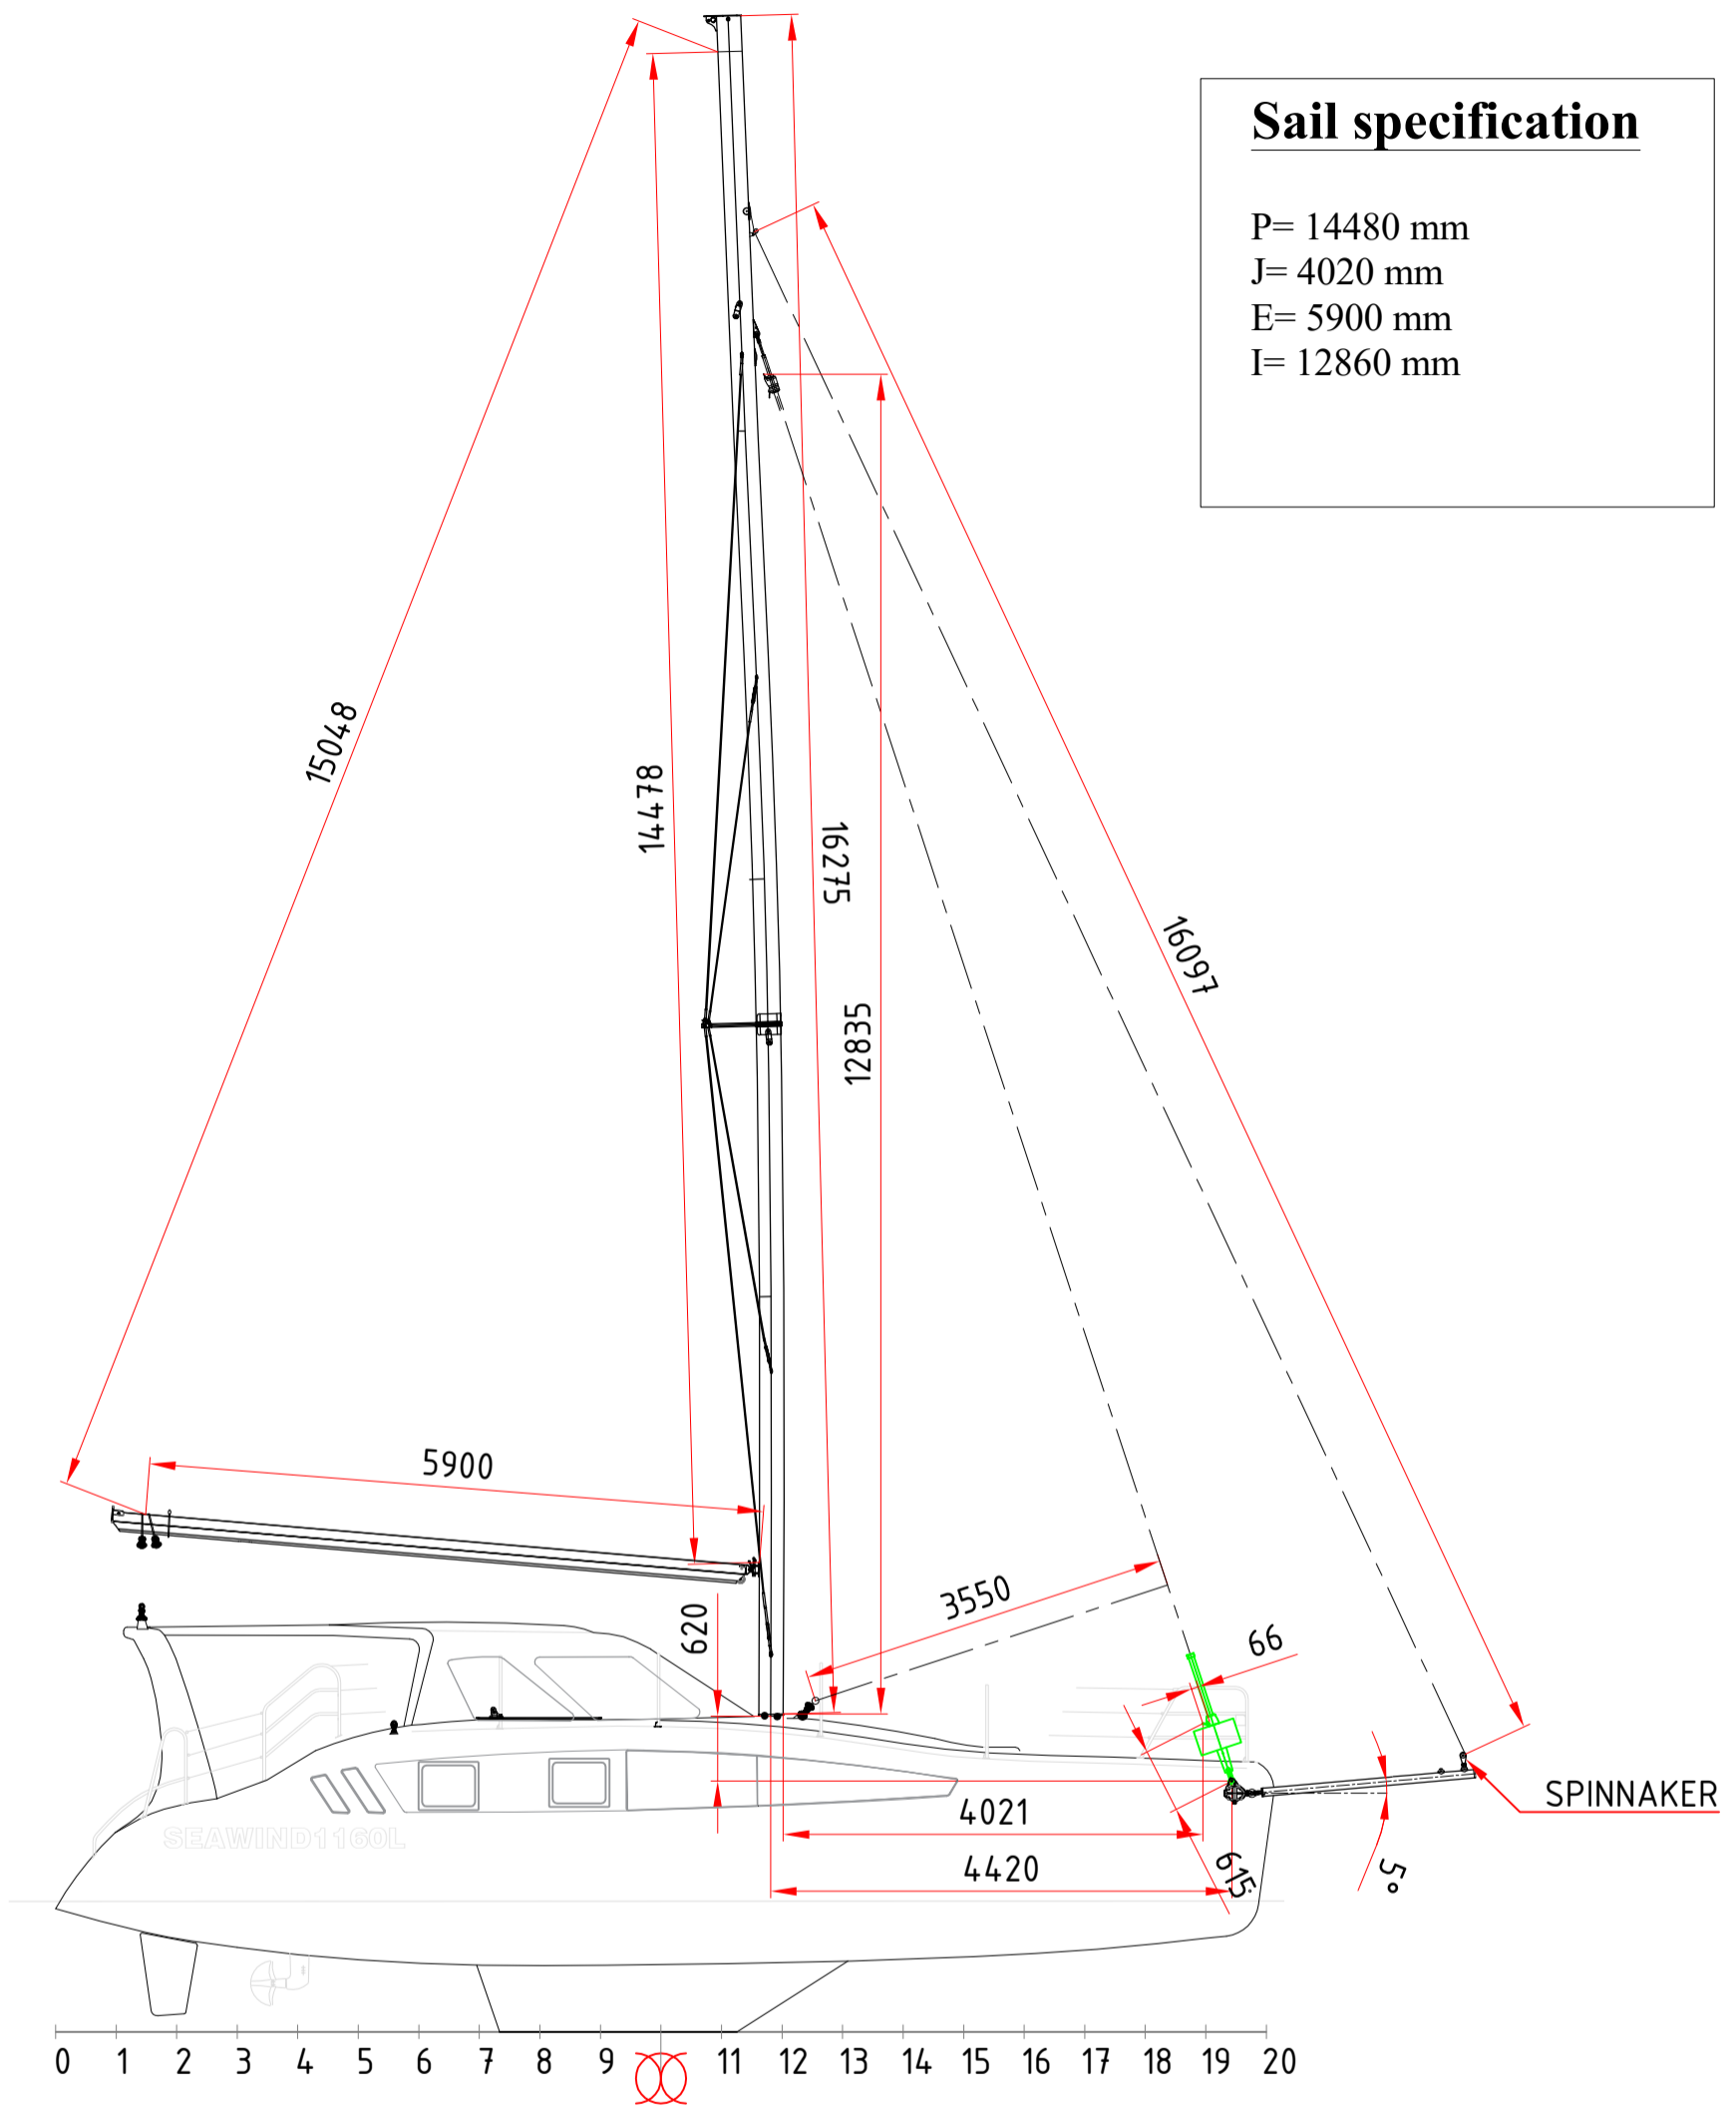 Sail specification
P= 14480 mm
J= 4020 mm
E= 5900 mm
I= 12860 mm
15048
14478
16275
12835
16097
5900
3550
620
66
SPINNAKER
4021
4420
615
5°
SEAWIND1160L
0 1 2 3 4 5 6 7 8 9 11 12 13 14 15 16 17 18 19 20